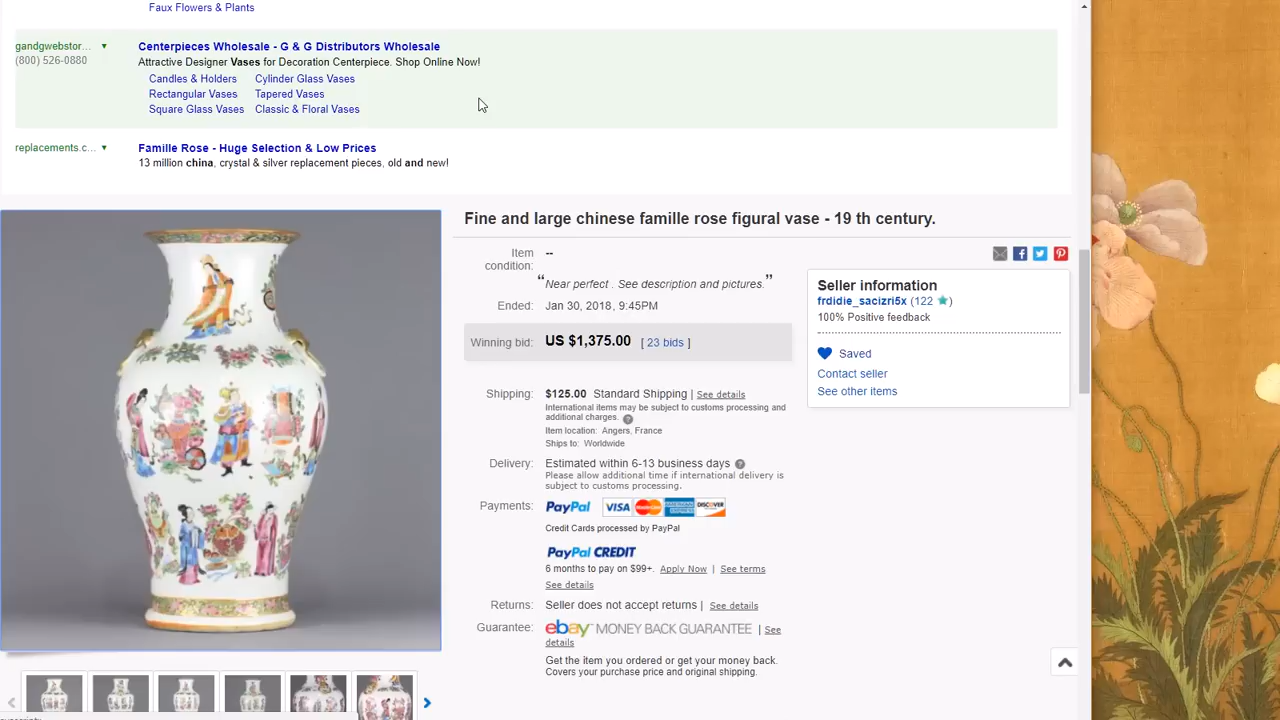 Faux Flowers & Plants
gandgwebstor...
Centerpieces Wholesale - G & G Distributors Wholesale
(800) 526-0880
Attractive Designer Vases for Decoration Centerpiece. Shop Online Now!
Candles & Holders Cylinder Glass Vases
Rectangular Vases Tapered Vases
Square Glass Vases Classic & Floral Vases
replacements.c...
Famille Rose - Huge Selection & Low Prices
13 million china, crystal & silver replacement pieces, old and new!
Fine and large chinese famille rose figural vase - 19 th century.
Item condition: --
“Near perfect . See description and pictures.”
Ended: Jan 30, 2018, 9:45PM
Winning bid: US $1,375.00 [ 23 bids ]
Shipping: $125.00 Standard Shipping | See details
International items may be subject to customs processing and
additional charges. ?
Item location: Angers, France
Ships to: Worldwide
Delivery: Estimated within 6-13 business days ?
Please allow additional time if international delivery is
subject to customs processing.
Payments: PayPal VISA MasterCard AMERICAN EXPRESS DISCOVER
Credit Cards processed by PayPal
PayPal CREDIT
6 months to pay on $99+. Apply Now | See terms
See details
Returns: Seller does not accept returns | See details
Guarantee: ebay MONEY BACK GUARANTEE | See
details
Get the item you ordered or get your money back.
Covers your purchase price and original shipping.
Seller information
frdidie_sacizri5x (122 )
100% Positive feedback
Saved
Contact seller
See other items